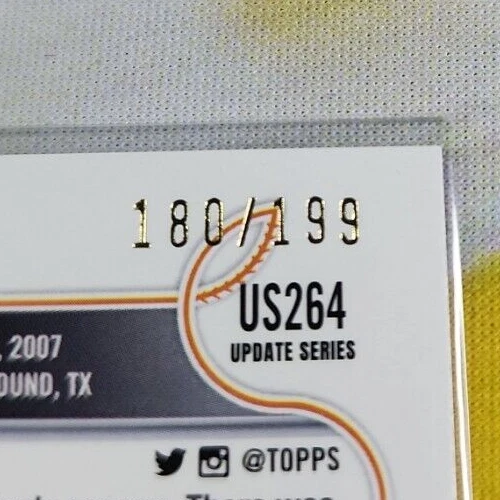 180/199
US264
UPDATE SERIES
, 2007
OUND, TX
@TOPPS